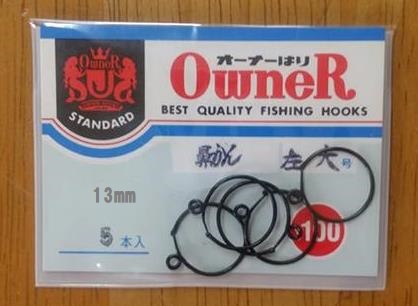 OwneR
STANDARD
オーナーばり
OwneR
BEST QUALITY FISHING HOOKS
鼻かん 左 大 号
13mm
5 本入
100